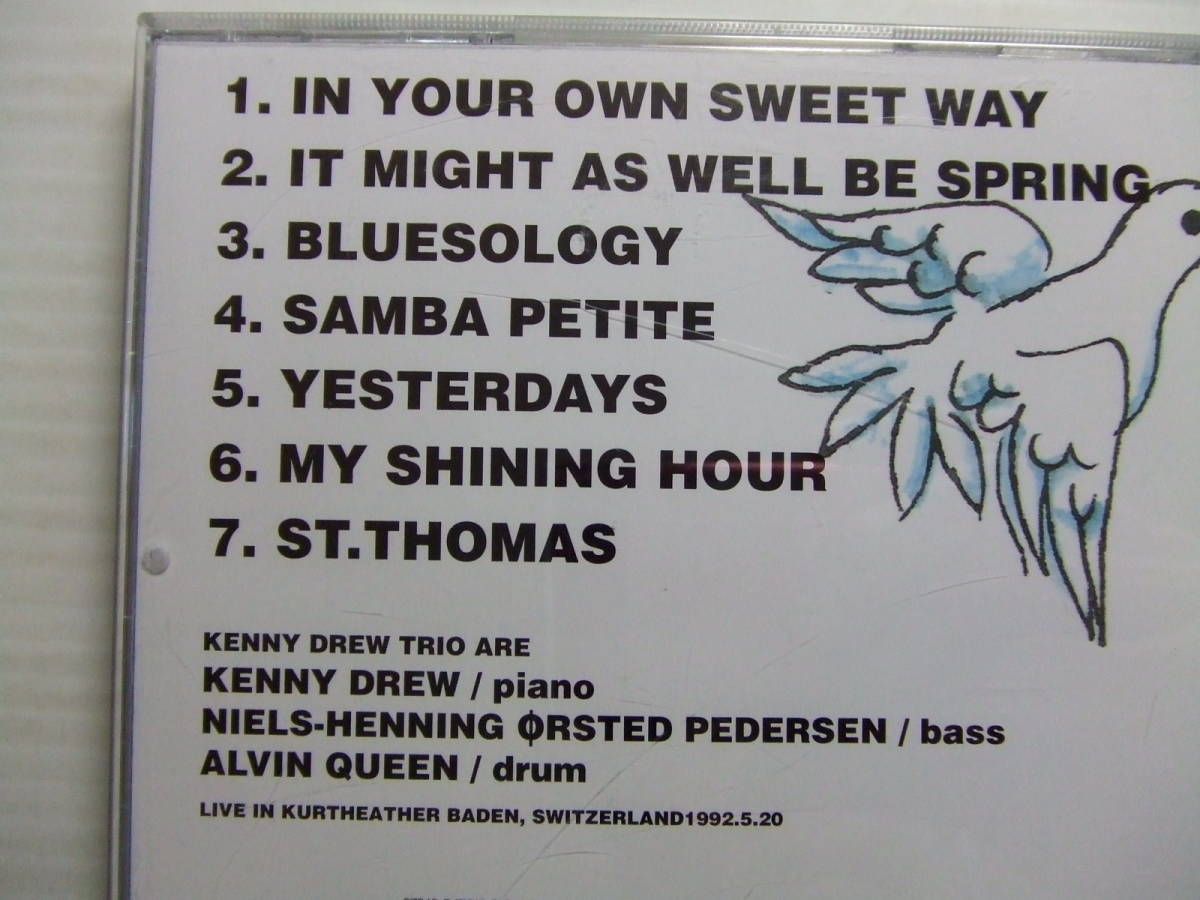 1. IN YOUR OWN SWEET WAY
2. IT MIGHT AS WELL BE SPRING
3. BLUESOLOGY
4. SAMBA PETITE
5. YESTERDAYS
6. MY SHINING HOUR
7. ST.THOMAS
KENNY DREW TRIO ARE
KENNY DREW / piano
NIELS-HENNING ϕRSTED PEDERSEN / bass
ALVIN QUEEN / drum
LIVE IN KURTHEATHER BADEN, SWITZERLAND1992.5.20